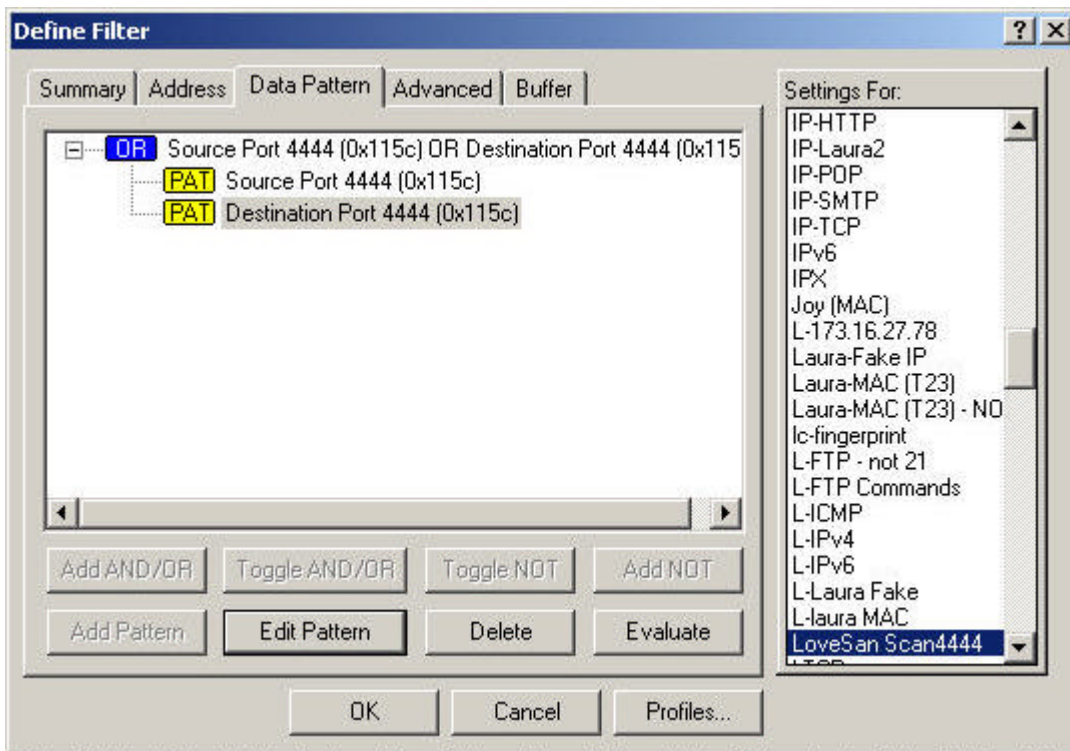 Define Filter
Summary Address Data Pattern Advanced Buffer
OR Source Port 4444 (0x115c) OR Destination Port 4444 (0x115
PAT Source Port 4444 (0x115c)
PAT Destination Port 4444 (0x115c)
Add AND/OR Toggle AND/OR Toggle NOT Add NOT
Add Pattern Edit Pattern Delete Evaluate
Settings For:
IP-HTTP
IP-Laura2
IP-POP
IP-SMTP
IP-TCP
IPv6
IPX
Joy (MAC)
L-173.16.27.78
Laura-Fake IP
Laura-MAC (T23)
Laura-MAC (T23) - NO
lc-fingerprint
L-FTP - not 21
L-FTP Commands
L-ICMP
L-IPv4
L-IPv6
L-Laura Fake
L-laura MAC
LoveSan Scan4444
OK Cancel Profiles...